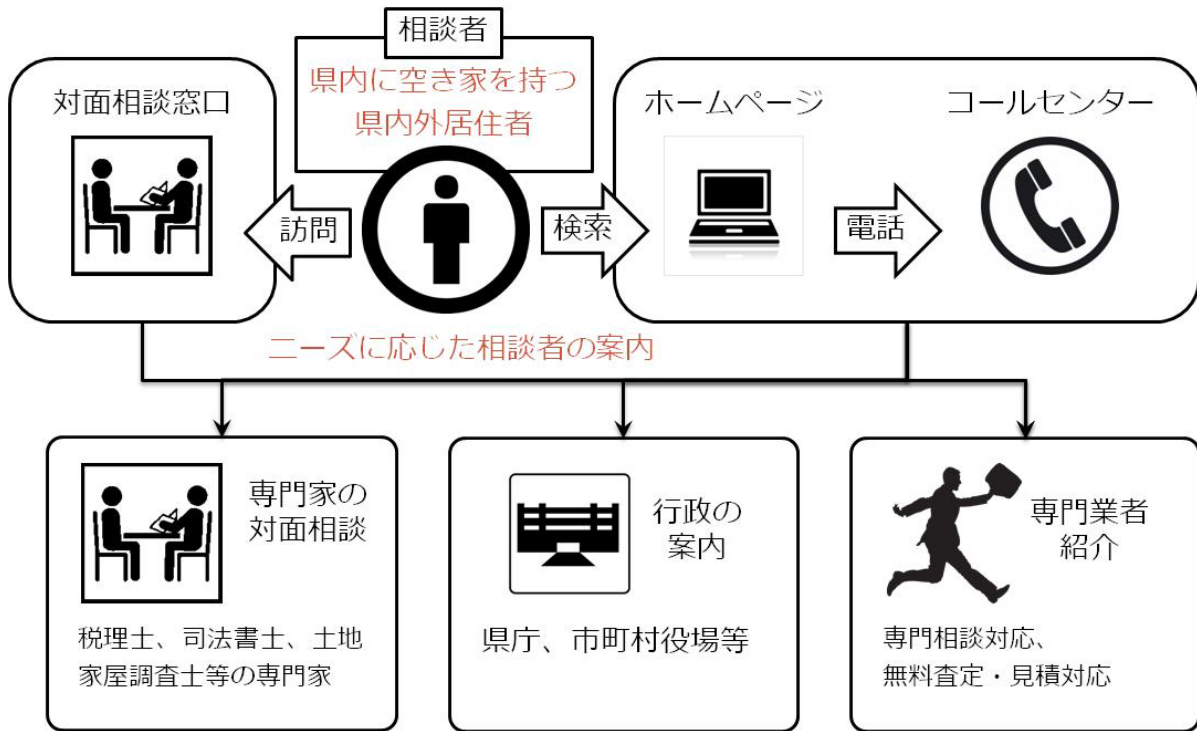 相談者
県内に空き家を持つ
県内外居住者
対面相談窓口
訪問
検索
ホームページ
電話
コールセンター
ニーズに応じた相談者の案内
専門家の
対面相談
税理士、司法書士、土地
家屋調査士等の専門家
行政の
案内
県庁、市町村役場等
専門業者
紹介
専門相談対応、
無料査定・見積対応